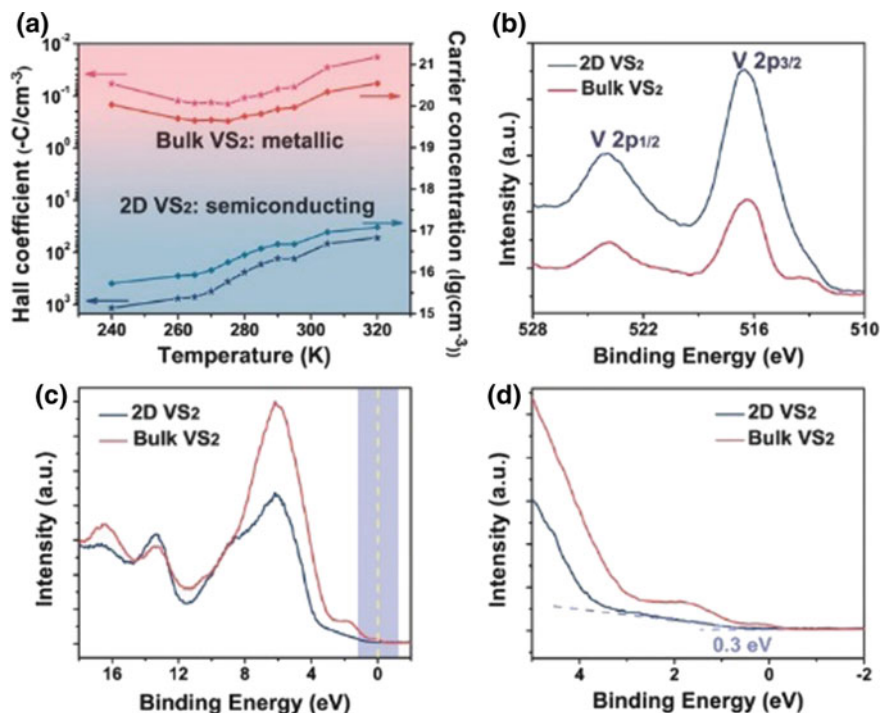 (a)
Hall coefficient (-C/cm⁻³)
10⁻²
10⁻¹
10⁰
10¹
10²
10³
Bulk VS₂: metallic
2D VS₂: semiconducting
21
20
19
18
17
16
15
Carrier concentration (lg(cm⁻³))
240 260 280 300 320
Temperature (K)
(b)
Intensity (a.u.)
2D VS₂
Bulk VS₂
V 2p₃/₂
V 2p₁/₂
528 522 516 510
Binding Energy (eV)
(c)
Intensity (a.u.)
2D VS₂
Bulk VS₂
16 12 8 4 0
Binding Energy (eV)
(d)
Intensity (a.u.)
2D VS₂
Bulk VS₂
0.3 eV
4 2 0 -2
Binding Energy (eV)